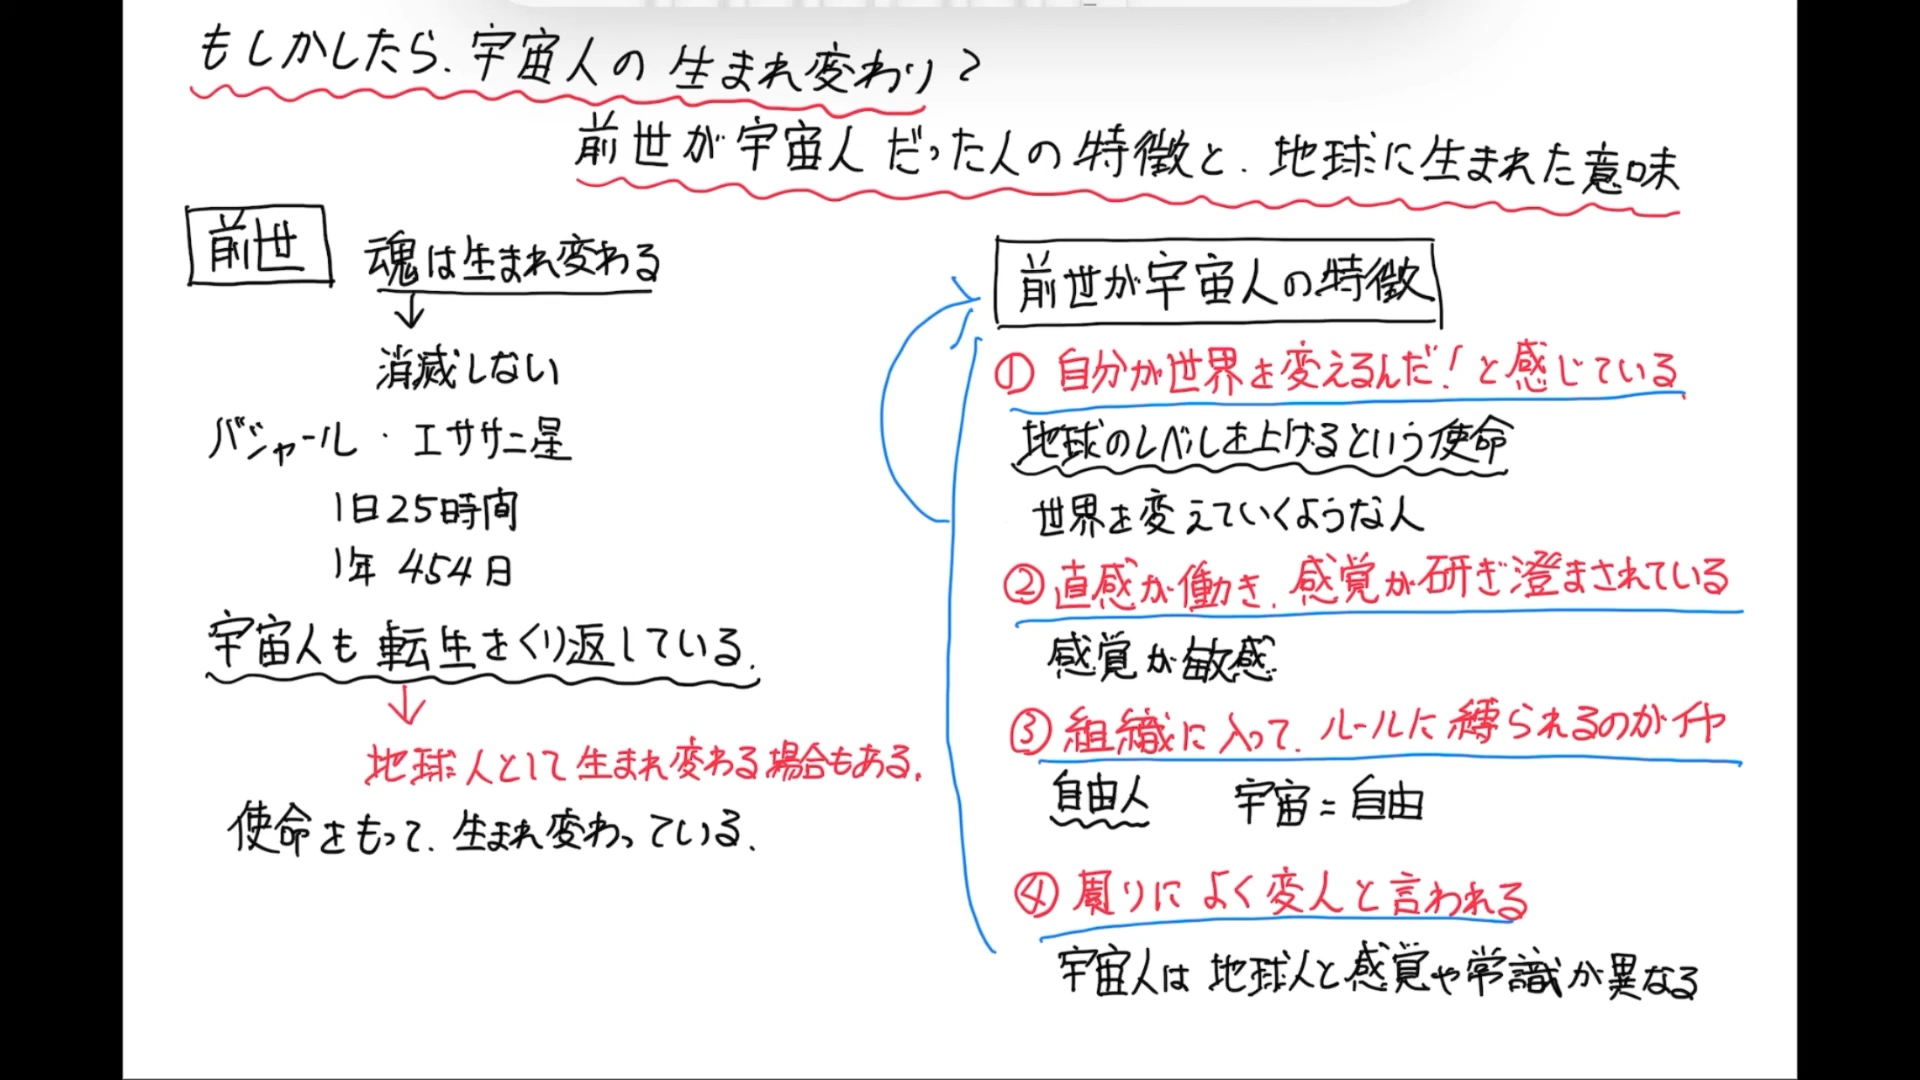 もしかしたら、宇宙人の生まれ変わり?
前世が宇宙人だった人の特徴と、地球に生まれた意味
前世
魂は生まれ変わる
↓
消滅しない
バシャール・エササニ星
1日25時間
1年 454日
宇宙人も転生をくり返している。
↓
地球人として生まれ変わる場合もある。
使命をもって、生まれ変わっている。
前世が宇宙人の特徴
① 自分が世界を変えるんだ!と感じている
地球のレベルを上げるという使命
世界を変えていくような人
② 直感が働き、感覚が研ぎ澄まされている
感覚が敏感
③ 組織に入って、ルールに縛られるのがイヤ
自由人 宇宙=自由
④ 周りによく変人と言われる
宇宙人は地球人と感覚や常識が異なる